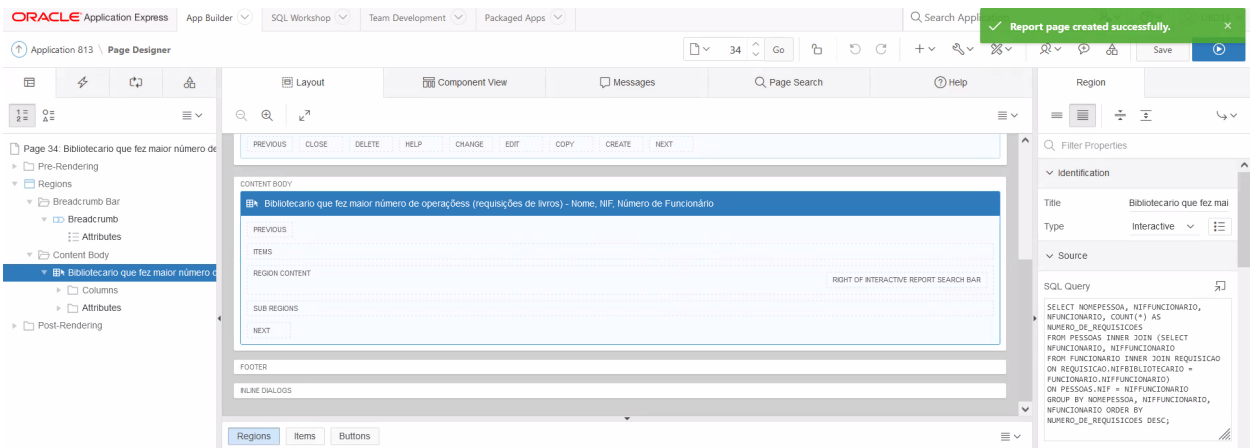 ORACLE Application Express App Builder SQL Workshop Team Development Packaged Apps Search Appli
Report page created successfully.
Application 813 \ Page Designer 34 Go Save
Layout Component View Messages Page Search Help Region
Page 34: Bibliotecario que fez maior número de
Pre-Rendering
Regions
Breadcrumb Bar
Breadcrumb
Attributes
Content Body
Bibliotecario que fez maior número d
Columns
Attributes
Post-Rendering
PREVIOUS CLOSE DELETE HELP CHANGE EDIT COPY CREATE NEXT
CONTENT BODY
Bibliotecario que fez maior número de operaçõess (requisições de livros) - Nome, NIF, Número de Funcionário
PREVIOUS
ITEMS
REGION CONTENT
RIGHT OF INTERACTIVE REPORT SEARCH BAR
SUB REGIONS
NEXT
FOOTER
INLINE DIALOGS
Regions Items Buttons
Filter Properties
Identification
Title Bibliotecario que fez mai
Type Interactive
Source
SQL Query
SELECT NOMEPESSOA, NIFFUNCIONARIO,
NFUNCIONARIO, COUNT(*) AS
NUMERO_DE_REQUISICOES
FROM PESSOAS INNER JOIN (SELECT
NFUNCIONARIO, NIFFUNCIONARIO
FROM FUNCIONARIO INNER JOIN REQUISICAO
ON REQUISICAO.NIFBIBLIOTECARIO =
FUNCIONARIO.NIFFUNCIONARIO)
ON PESSOAS.NIF = NIFFUNCIONARIO
GROUP BY NOMEPESSOA, NIFFUNCIONARIO,
NFUNCIONARIO ORDER BY
NUMERO_DE_REQUISICOES DESC;